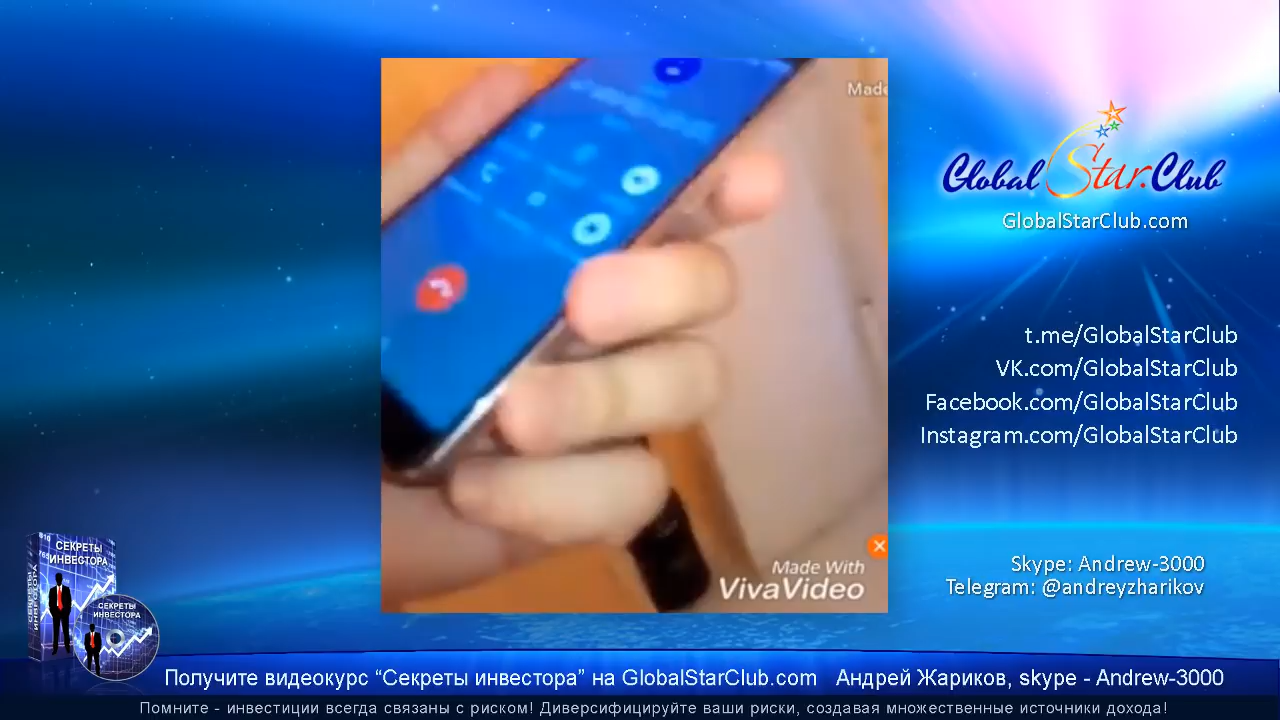 Made
Global Star.Club
GlobalStarClub.com
t.me/GlobalStarClub
VK.com/GlobalStarClub
Facebook.com/GlobalStarClub
Instagram.com/GlobalStarClub
Made With
VivaVideo
Skype: Andrew-3000
Telegram: @andreyzharikov
СЕКРЕТЫ
ИНВЕСТОРА
СЕКРЕТЫ
ИНВЕСТОРА
Получите видеокурс “Секреты инвестора” на GlobalStarClub.com Андрей Жариков, skype - Andrew-3000
Помните - инвестиции всегда связаны с риском! Диверсифицируйте ваши риски, создавая множественные источники дохода!